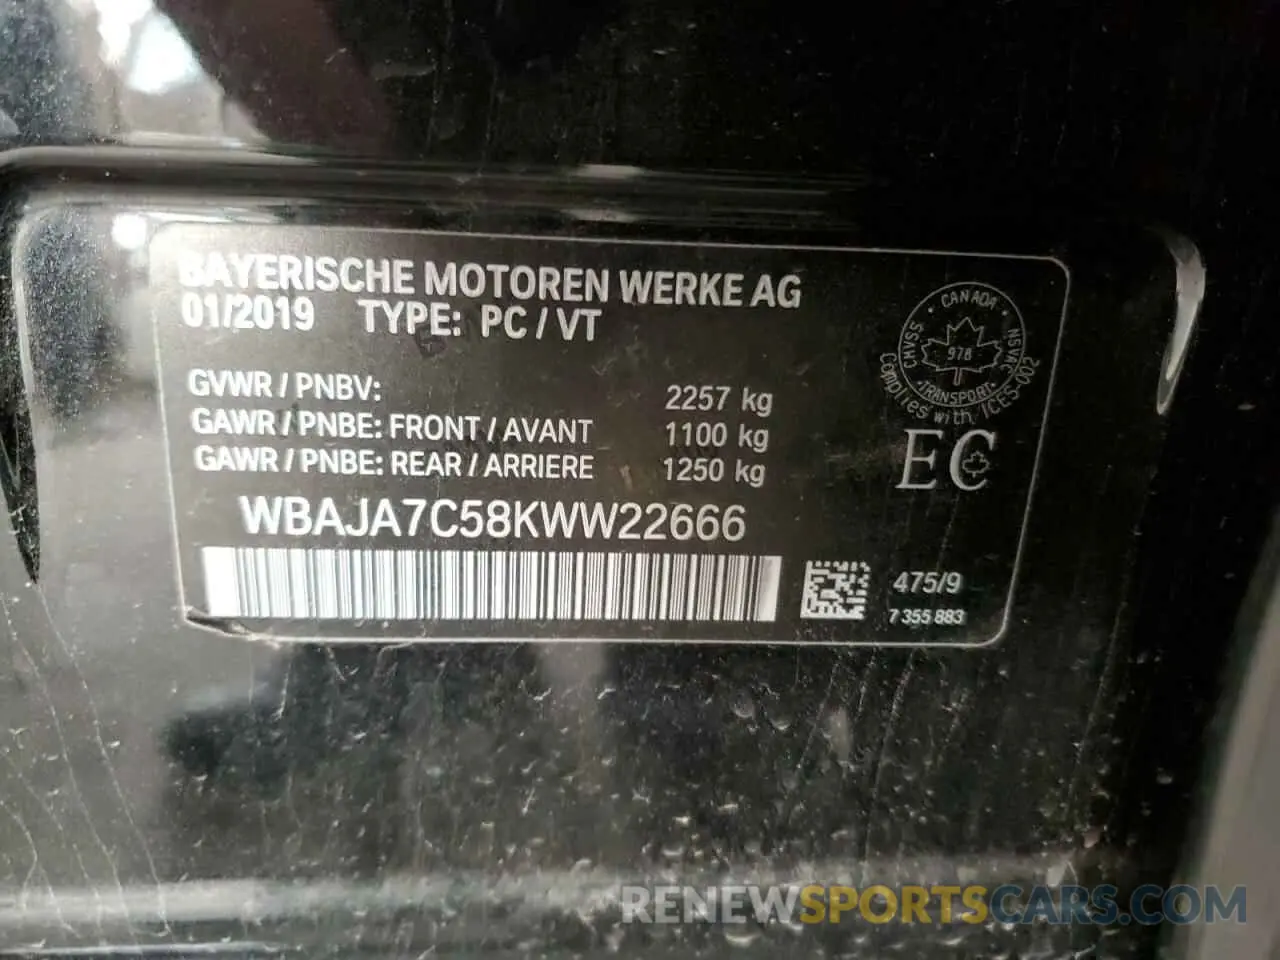 BAYERISCHE MOTOREN WERKE AG
01/2019 TYPE: PC / VT
GVWR / PNBV: 2257 kg
GAWR / PNBE: FRONT / AVANT 1100 kg
GAWR / PNBE: REAR / ARRIERE 1250 kg
WBAJA7C58KWW22666
CANADA
CMVSS NSVAC
978
TRANSPORT
Complies with ICES-002
EC
475/9
7 355 883
RENEWSPORTSCARS.COM